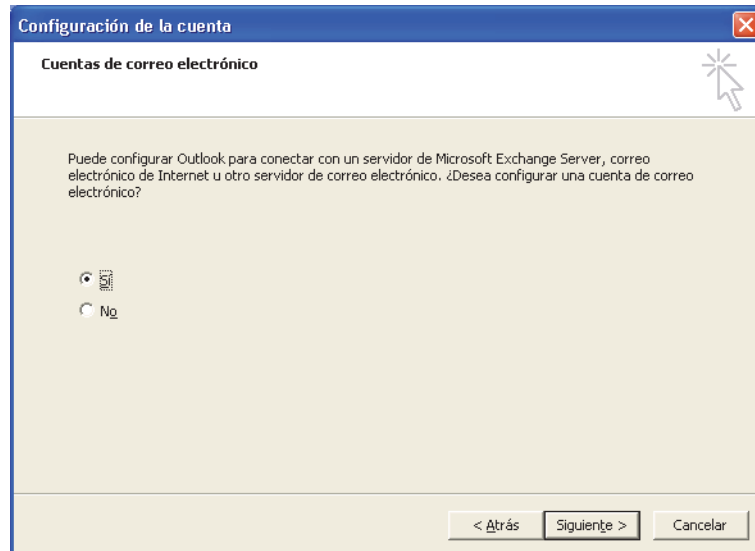 Configuración de la cuenta
Cuentas de correo electrónico
Puede configurar Outlook para conectar con un servidor de Microsoft Exchange Server, correo
electrónico de Internet u otro servidor de correo electrónico. ¿Desea configurar una cuenta de correo
electrónico?
Sí
No
< Atrás
Siguiente >
Cancelar